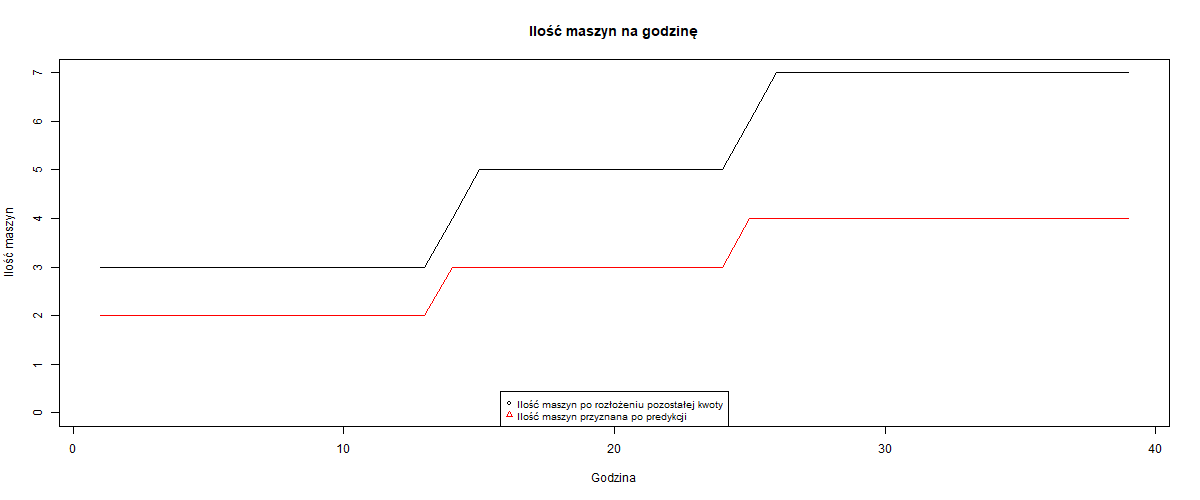 Ilość maszyn na godzinę
Ilość maszyn
7
6
5
4
3
2
1
0
Ilość maszyn po rozłożeniu pozostałej kwoty
Ilość maszyn przyznana po predykcji
0 10 20 30 40
Godzina